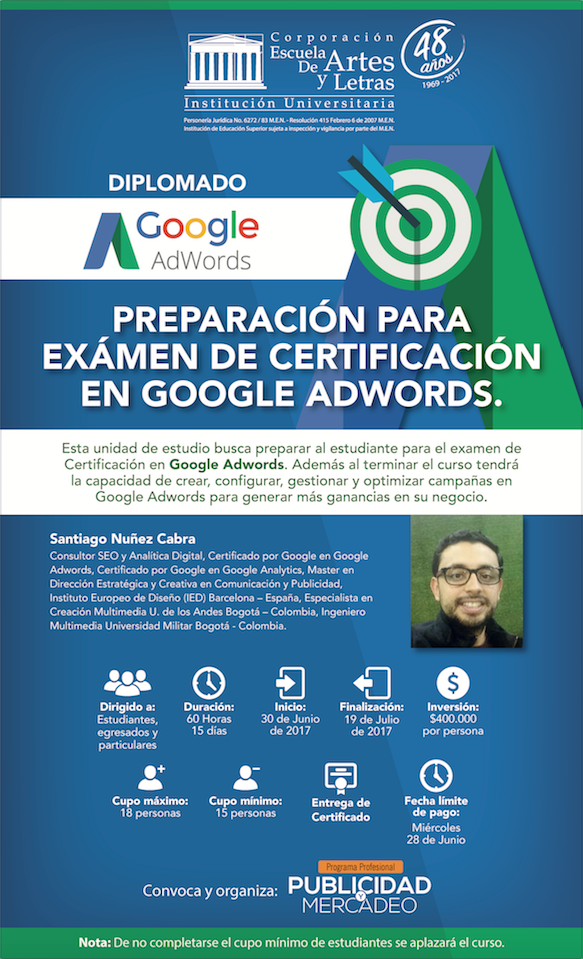 Corporación
Escuela
De Artes
y Letras
Institución Universitaria
48
años
1969 - 2017
Personería Jurídica No. 6272 / 83 M.E.N. - Resolución 415 Febrero 6 de 2007 M.E.N.
Institución de Educación Superior sujeta a inspección y vigilancia por parte del M.E.N.
DIPLOMADO
Google
AdWords
PREPARACIÓN PARA
EXÁMEN DE CERTIFICACIÓN
EN GOOGLE ADWORDS.
Esta unidad de estudio busca preparar al estudiante para el examen de
Certificación en Google Adwords. Además al terminar el curso tendrá
la capacidad de crear, configurar, gestionar y optimizar campañas en
Google Adwords para generar más ganancias en su negocio.
Santiago Nuñez Cabra
Consultor SEO y Analítica Digital, Certificado por Google en Google
Adwords, Certificado por Google en Google Analytics, Master en
Dirección Estratégica y Creativa en Comunicación y Publicidad,
Instituto Europeo de Diseño (IED) Barcelona – España, Especialista en
Creación Multimedia U. de los Andes Bogotá – Colombia, Ingeniero
Multimedia Universidad Militar Bogotá - Colombia.
Dirigido a:
Estudiantes,
egresados y
particulares
Duración:
60 Horas
15 días
Inicio:
30 de Junio
de 2017
Finalización:
19 de Julio
de 2017
$
Inversión:
$400.000
por persona
Cupo máximo:
18 personas
Cupo mínimo:
15 personas
Entrega de
Certificado
Fecha límite
de pago:
Miércoles
28 de Junio
Convoca y organiza:
Programa Profesional
PUBLICIDAD
Y
MERCADEO
Nota: De no completarse el cupo mínimo de estudiantes se aplazará el curso.